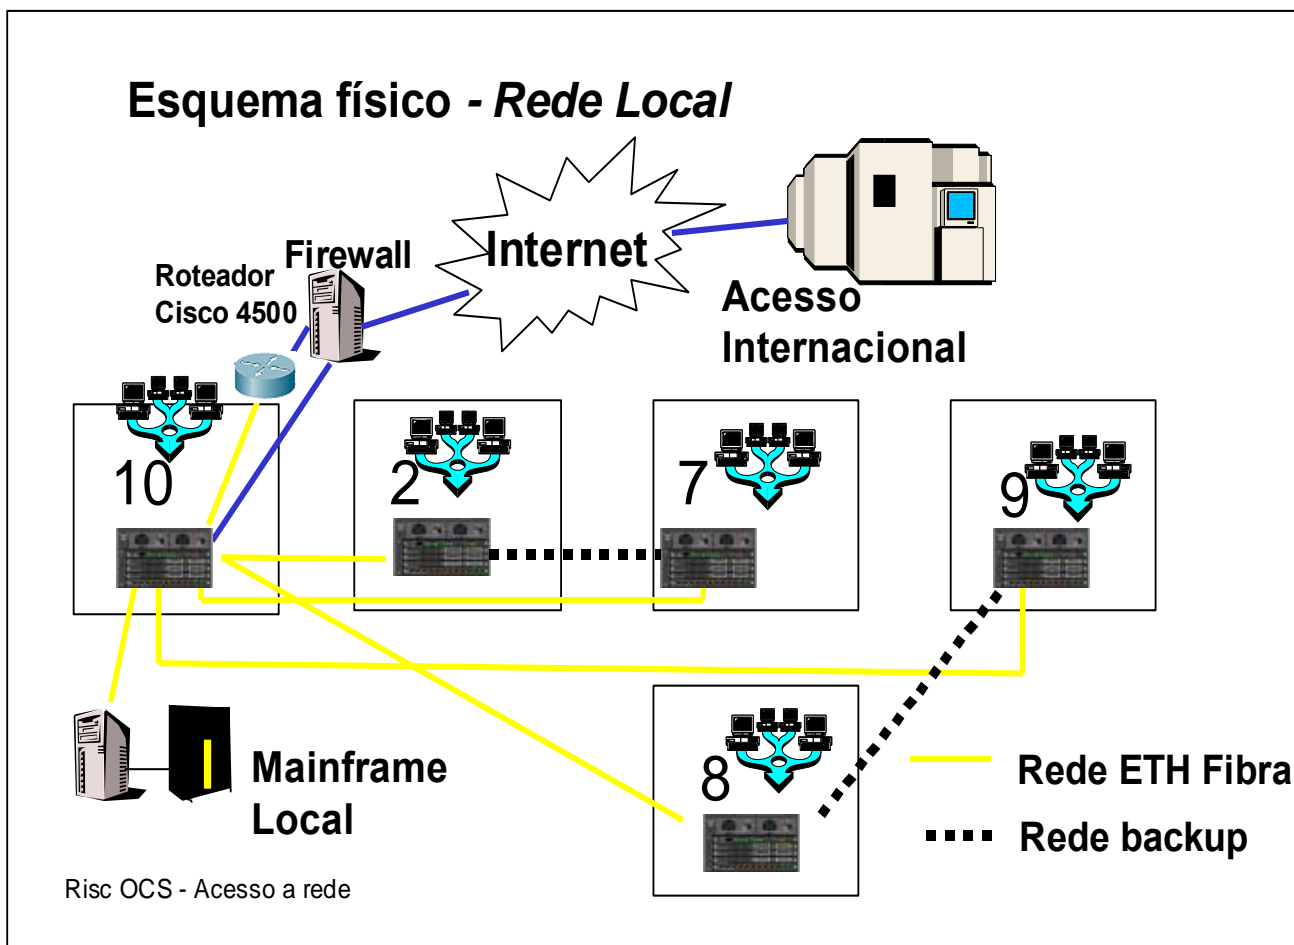 Esquema físico - Rede Local
Internet
Firewall
Roteador
Cisco 4500
Acesso
Internacional
10
2
7
9
8
Mainframe
Local
Rede ETH Fibra
Rede backup
Risc OCS - Acesso a rede